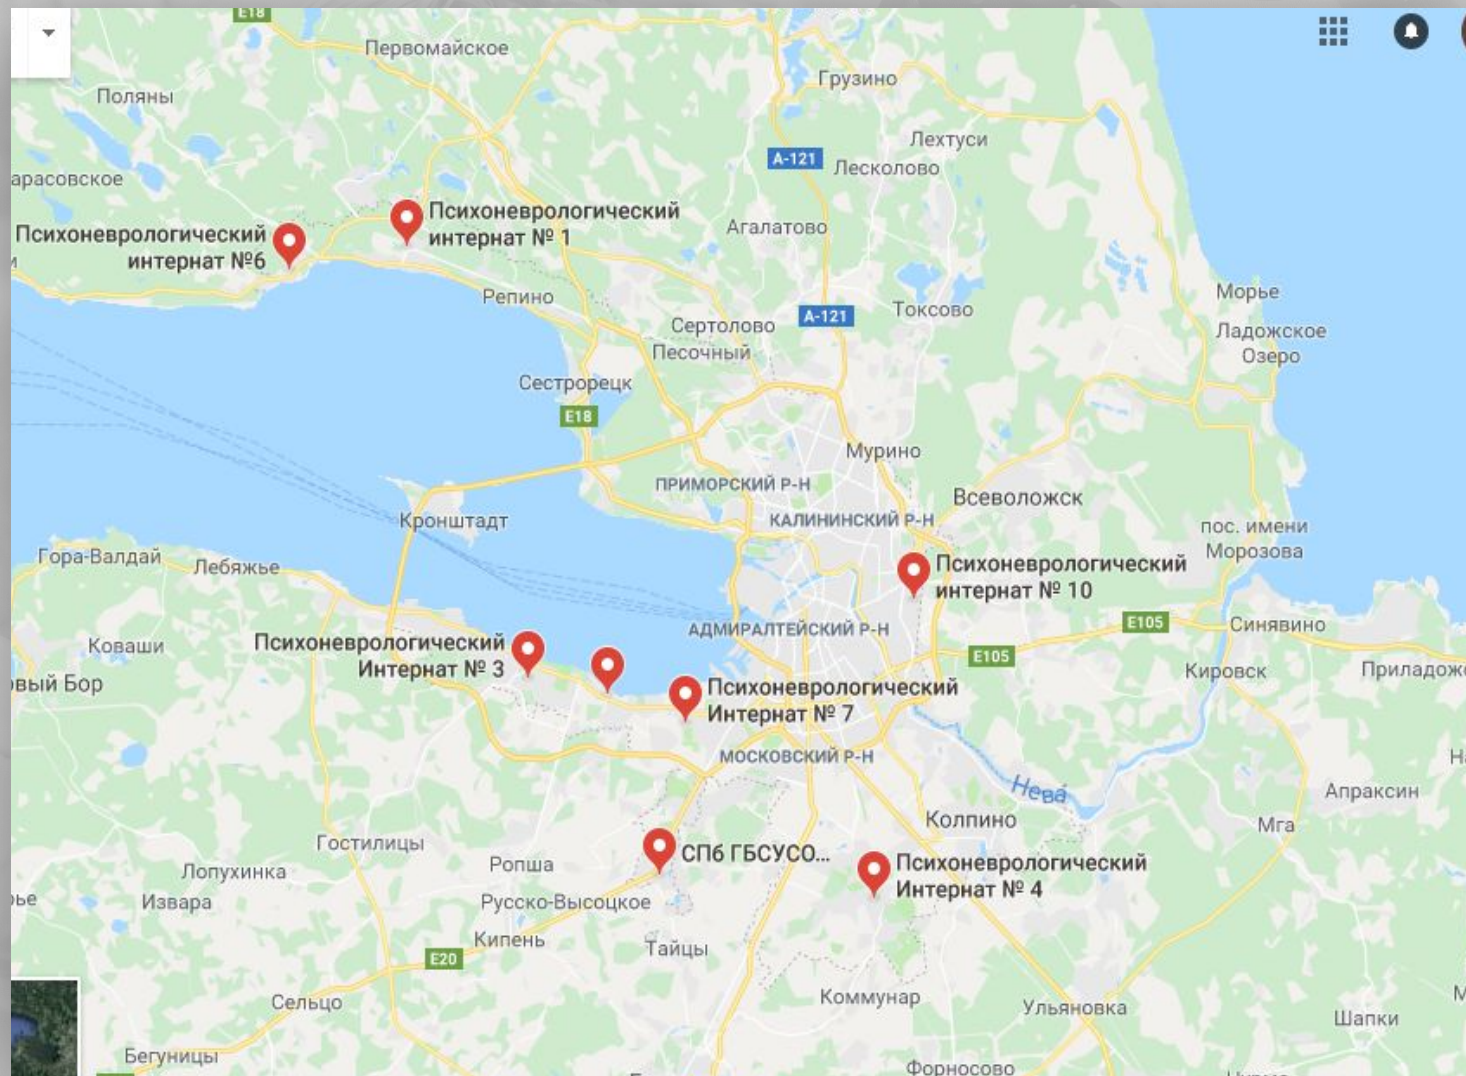 E18
Первомайское
Поляны
Грузино
Лехтуси
А-121
Лесколово
арасовское
Психоневрологический
интернат № 1
Агалатово
Психоневрологический
интернат №6
Репино
Морье
Токсово
А-121
Сертолово
Ладожское
Озеро
Песочный
Сестрорецк
E18
Мурино
ПРИМОРСКИЙ Р-Н
Всеволожск
Кронштадт
КАЛИНИНСКИЙ Р-Н
пос. имени
Морозова
Гора-Валдай
Лебяжье
Психоневрологический
интернат № 10
E105
Синявино
АДМИРАЛТЕЙСКИЙ Р-Н
Коваши
Психоневрологический
Интернат № 3
E105
Кировск
Приладож
овый Бор
Психоневрологический
Интернат № 7
МОСКОВСКИЙ Р-Н
Нева
Апраксин
Колпино
Мга
Гостилицы
СПб ГБСУСО...
Ропша
Психоневрологический
Интернат № 4
Лопухинка
Извара
Русско-Высоцкое
Кипень
Тайцы
E20
Сельцо
Коммунар
Ульяновка
Шапки
Бегуницы
Форносово